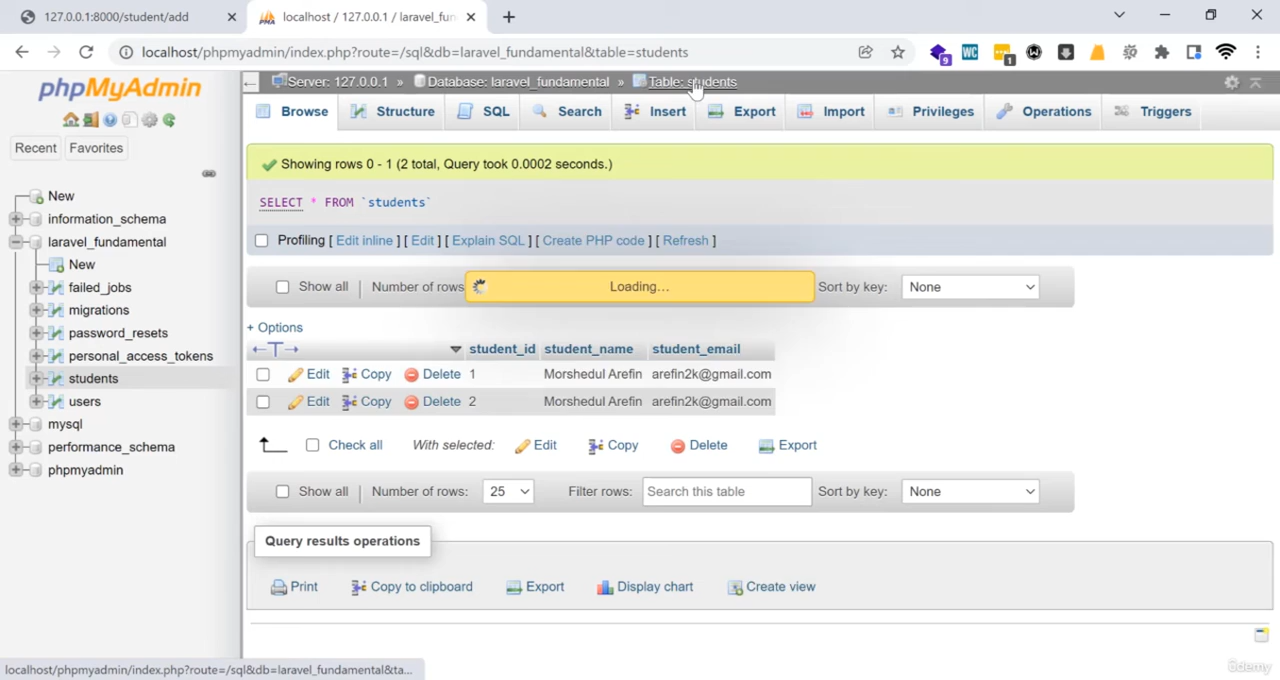 127.0.0.1:8000/student/add
localhost / 127.0.0.1 / laravel_fun
localhost/phpmyadmin/index.php?route=/sql&db=laravel_fundamental&table=students
phpMyAdmin
Recent Favorites
New
information_schema
laravel_fundamental
New
failed_jobs
migrations
password_resets
personal_access_tokens
students
users
mysql
performance_schema
phpmyadmin
Server: 127.0.0.1 » Database: laravel_fundamental » Table: students
Browse Structure SQL Search Insert Export Import Privileges Operations Triggers
Showing rows 0 - 1 (2 total, Query took 0.0002 seconds.)
SELECT * FROM `students`
Profiling [ Edit inline ] [ Edit ] [ Explain SQL ] [ Create PHP code ] [ Refresh ]
Show all | Number of rows Loading… Sort by key: None
+ Options
←T→ student_id student_name student_email
Edit Copy Delete 1 Morshedul Arefin arefin2k@gmail.com
Edit Copy Delete 2 Morshedul Arefin arefin2k@gmail.com
Check all With selected: Edit Copy Delete Export
Show all | Number of rows: 25 Filter rows: Search this table Sort by key: None
Query results operations
Print Copy to clipboard Export Display chart Create view
localhost/phpmyadmin/index.php?route=/sql&db=laravel_fundamental&ta...
ûdemy